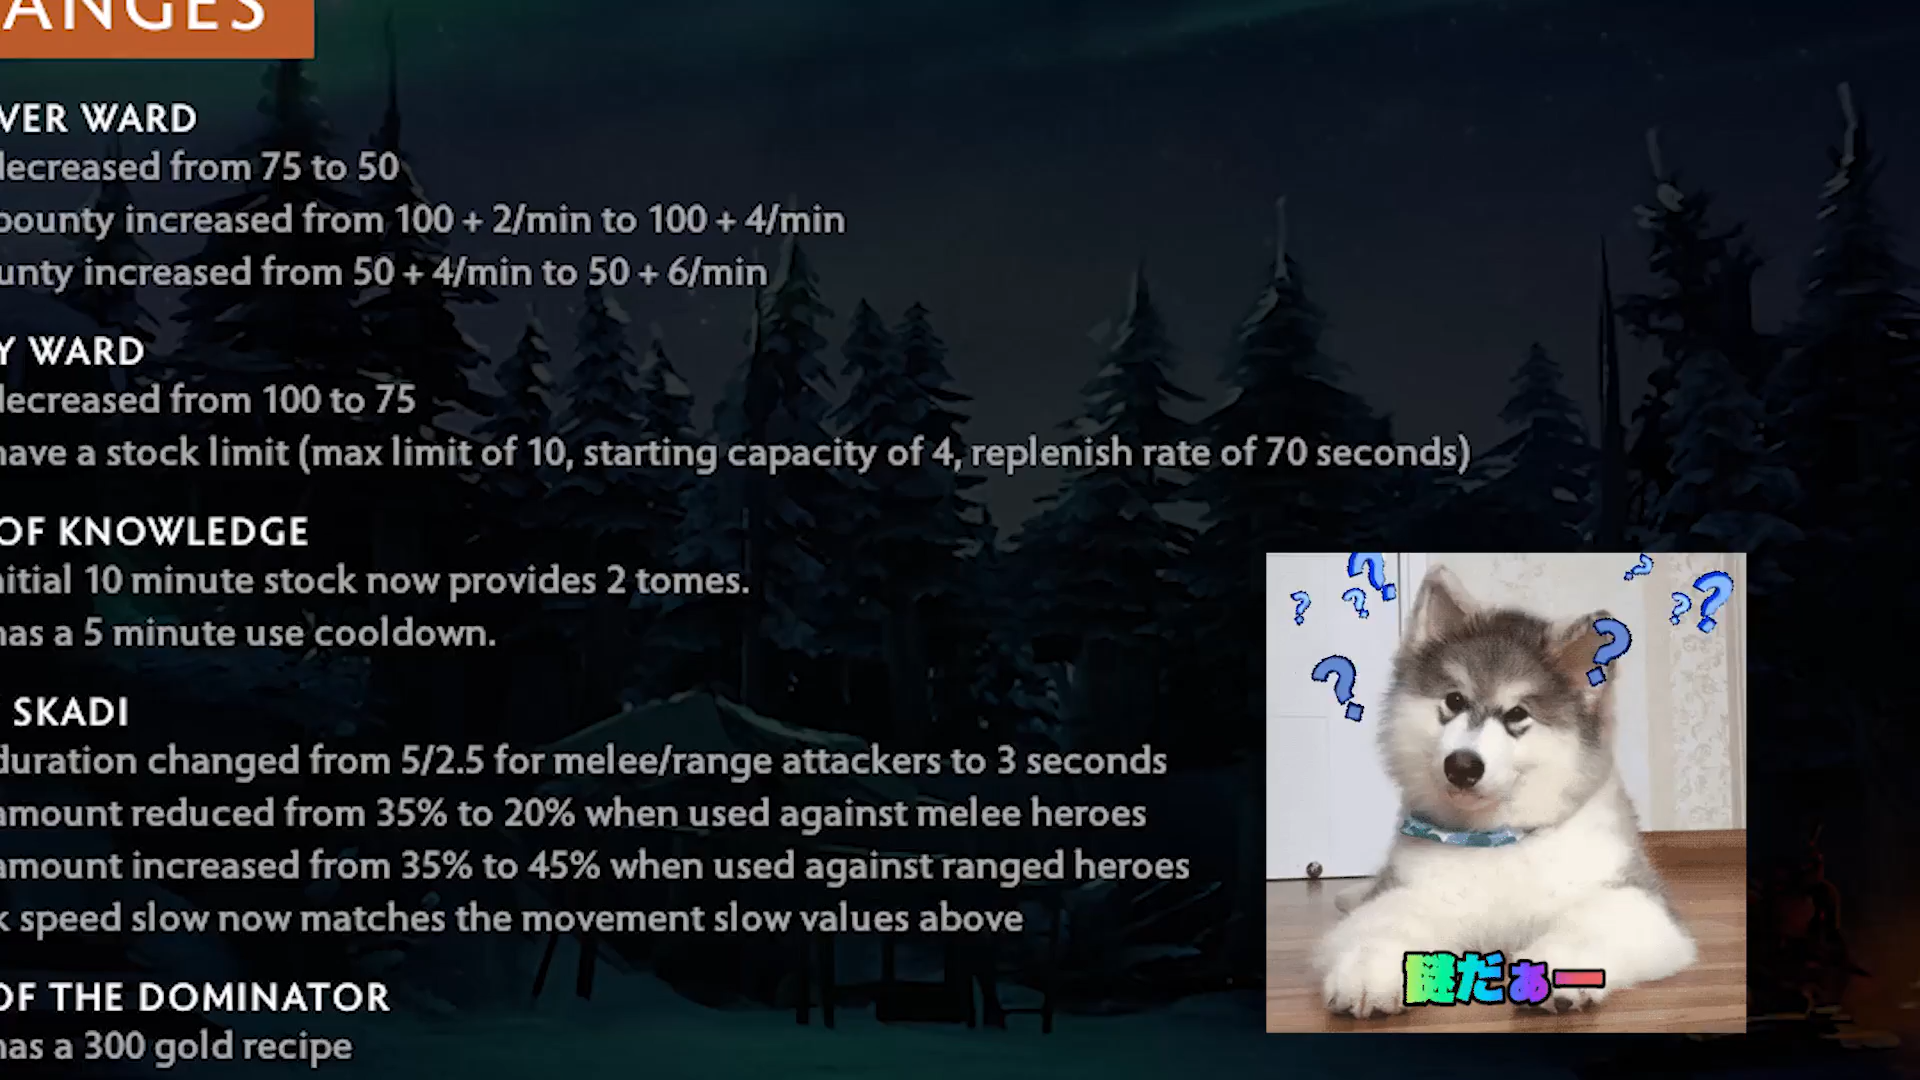 ANGES
VER WARD
decreased from 75 to 50
bounty increased from 100 + 2/min to 100 + 4/min
unty increased from 50 + 4/min to 50 + 6/min
Y WARD
decreased from 100 to 75
have a stock limit (max limit of 10, starting capacity of 4, replenish rate of 70 seconds)
OF KNOWLEDGE
nitial 10 minute stock now provides 2 tomes.
has a 5 minute use cooldown.
SKADI
duration changed from 5/2.5 for melee/range attackers to 3 seconds
amount reduced from 35% to 20% when used against melee heroes
amount increased from 35% to 45% when used against ranged heroes
k speed slow now matches the movement slow values above
OF THE DOMINATOR
has a 300 gold recipe
? ? ? ? ? ? ? ?
謎だぁー